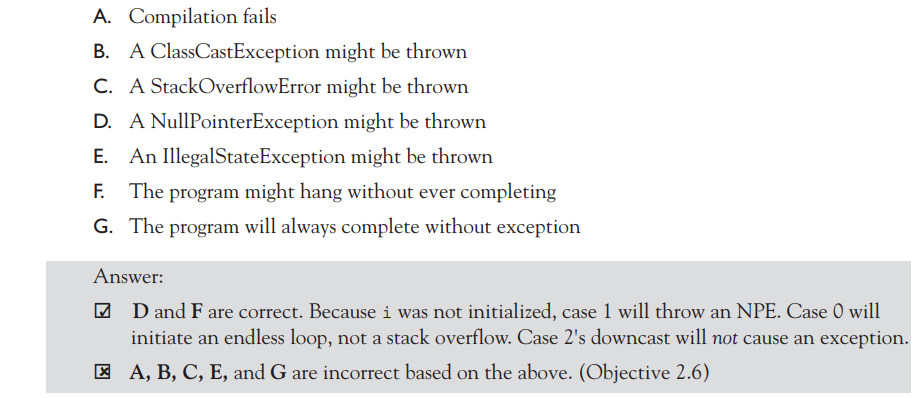 A. Compilation fails
B. A ClassCastException might be thrown
C. A StackOverflowError might be thrown
D. A NullPointerException might be thrown
E. An IllegalStateException might be thrown
F. The program might hang without ever completing
G. The program will always complete without exception
Answer:
☑ D and F are correct. Because i was not initialized, case 1 will throw an NPE. Case 0 will
initiate an endless loop, not a stack overflow. Case 2's downcast will not cause an exception.
☒ A, B, C, E, and G are incorrect based on the above. (Objective 2.6)